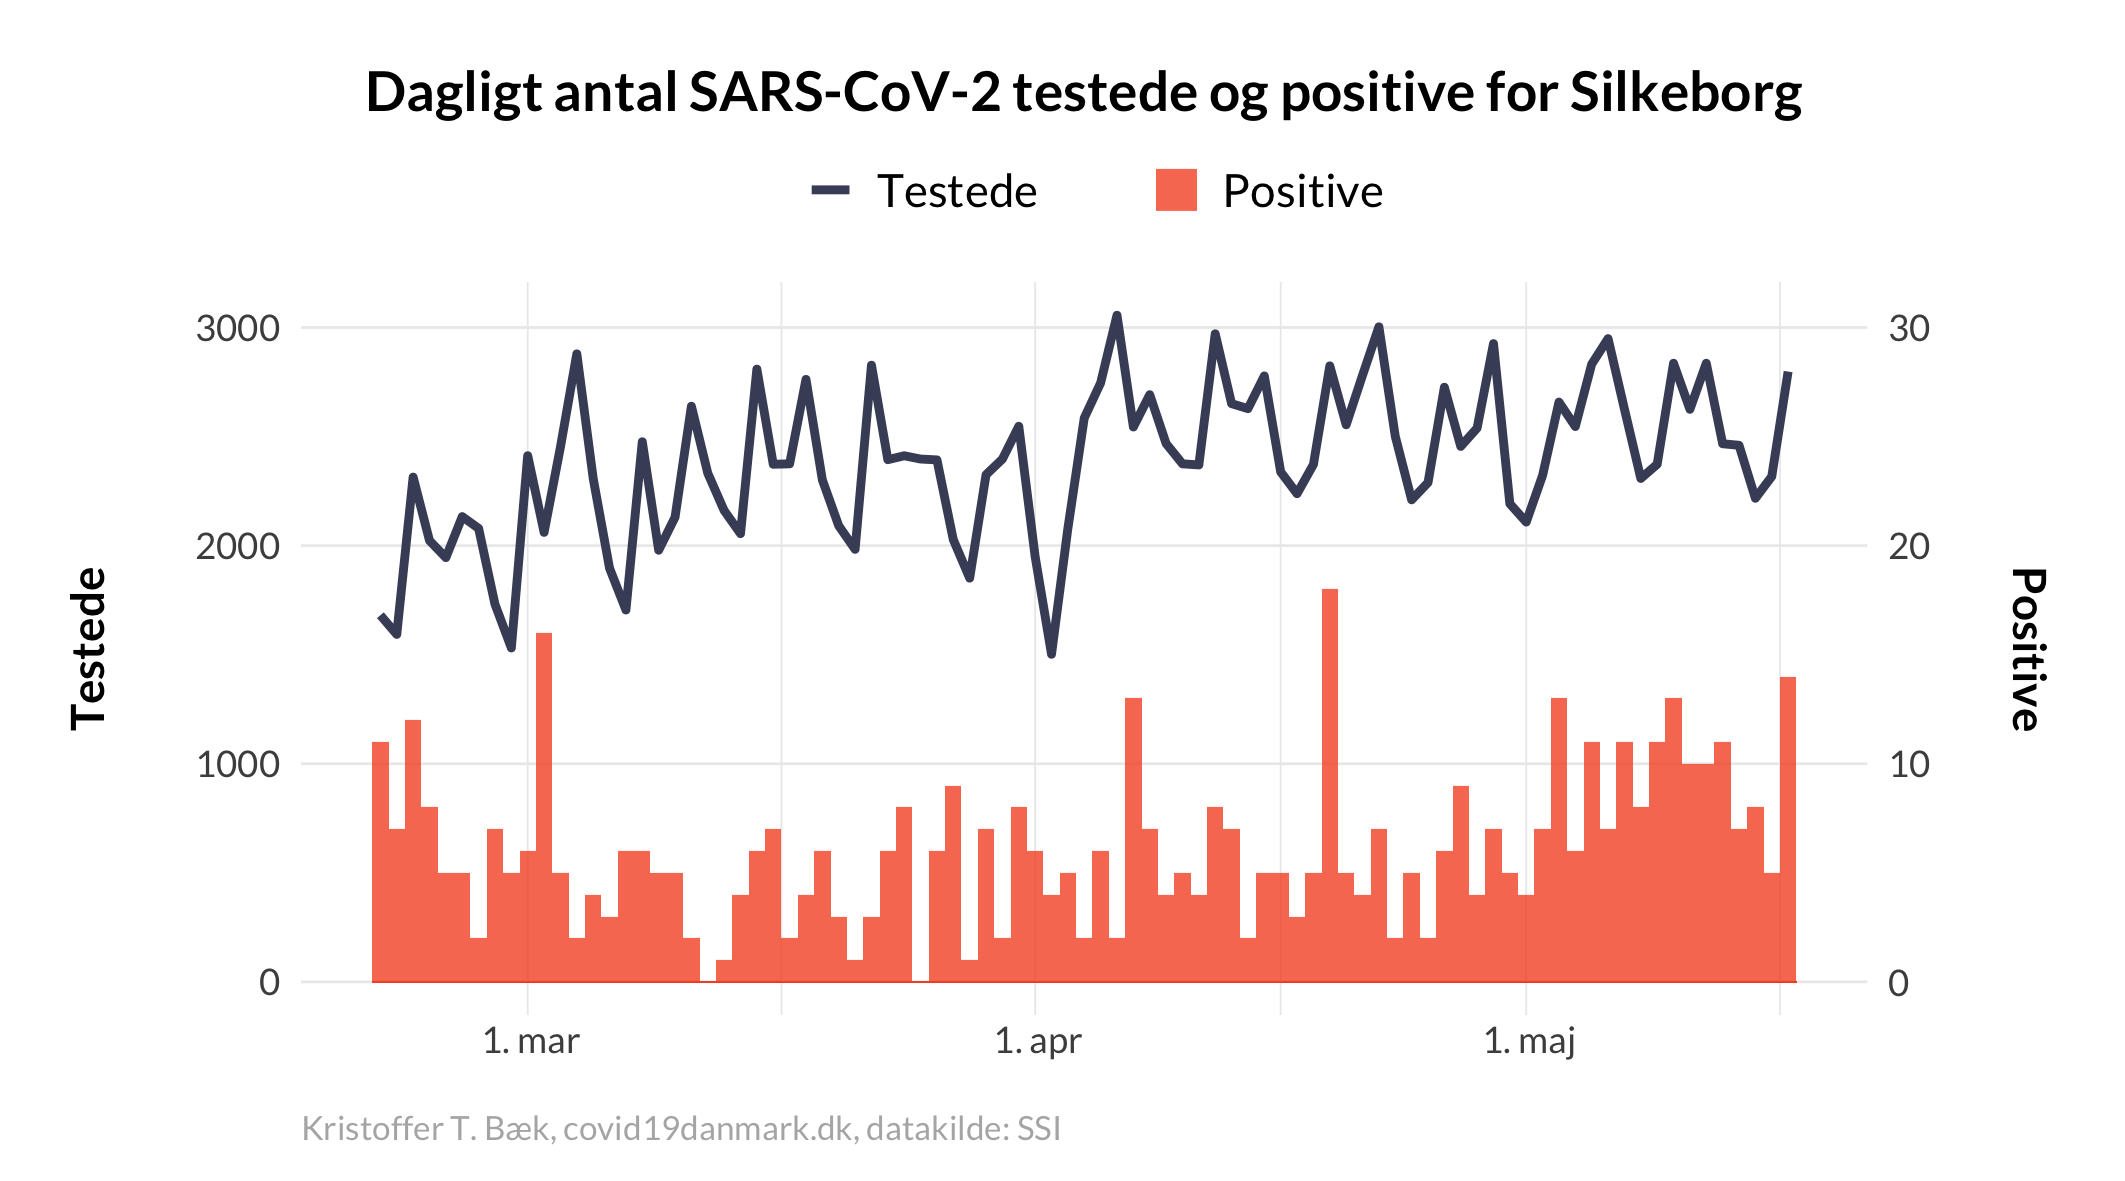 Dagligt antal SARS-CoV-2 testede og positive for Silkeborg
Testede Positive
3000 30
2000 20
1000 10
0 0
Testede
Positive
1. mar 1. apr 1. maj
Kristoffer T. Bæk, covid19danmark.dk, datakilde: SSI